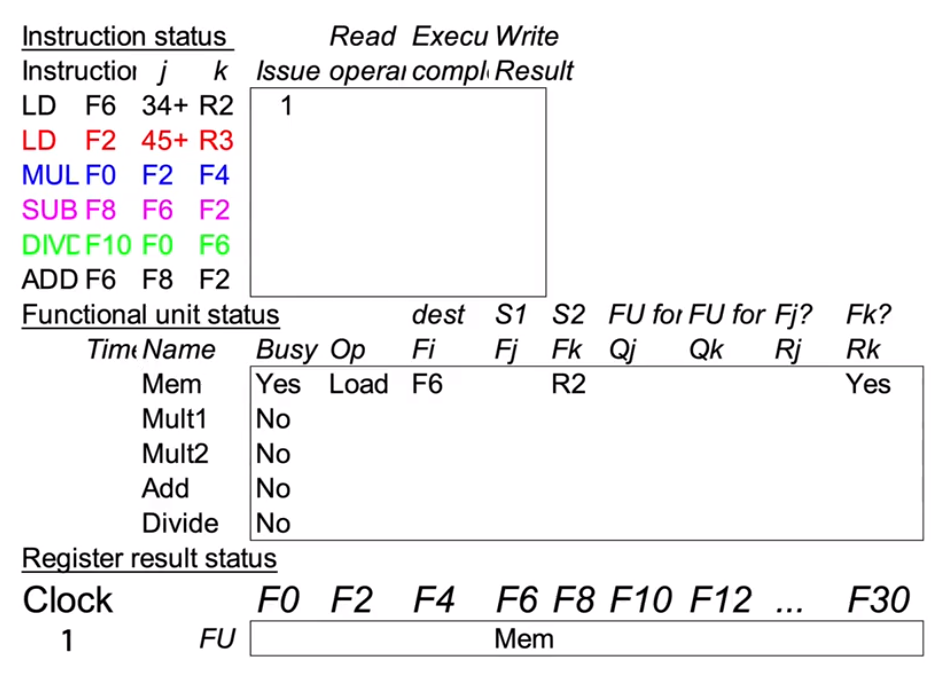 Instruction status Read Execu Write
Instruction j k Issue operan comple Result
LD F6 34+ R2 1
LD F2 45+ R3
MUL F0 F2 F4
SUB F8 F6 F2
DIVD F10 F0 F6
ADD F6 F8 F2
Functional unit status dest S1 S2 FU for FU for Fj? Fk?
Time Name Busy Op Fi Fj Fk Qj Qk Rj Rk
Mem Yes Load F6 R2 Yes
Mult1 No
Mult2 No
Add No
Divide No
Register result status
Clock F0 F2 F4 F6 F8 F10 F12 ... F30
1 FU Mem